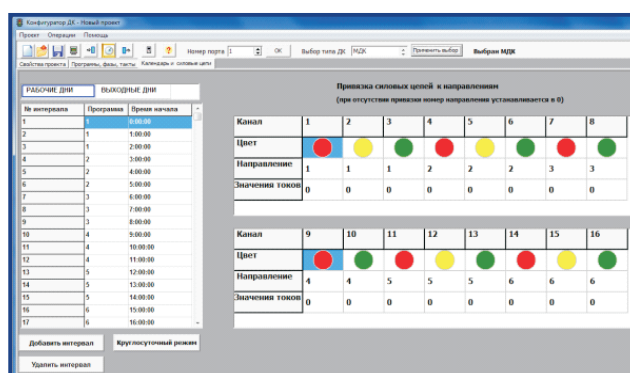 Конфигуратор ДК - Новый проект
Проект Операции Помощь
Номер порта 1 ОК Выбор типа ДК МДК Применить выбор Выбран МДК
Свойства проекта Программы, фазы, такты Календарь и силовые цепи
РАБОЧИЕ ДНИ ВЫХОДНЫЕ ДНИ
Привязка силовых цепей к направлениям
(при отсутствии привязки номер направления устанавливается в 0)
№ интервала Программа Время начала
1 1 0:00:00
2 1 1:00:00
3 1 2:00:00
4 2 3:00:00
5 2 4:00:00
6 2 5:00:00
7 3 6:00:00
8 3 7:00:00
9 3 8:00:00
10 4 9:00:00
11 4 10:00:00
12 4 11:00:00
13 5 12:00:00
14 5 13:00:00
15 5 14:00:00
16 6 15:00:00
17 6 16:00:00
Канал 1 2 3 4 5 6 7 8
Цвет
Направление 1 1 1 2 2 2 3 3
Значения токов 0 0 0 0 0 0 0 0
Канал 9 10 11 12 13 14 15 16
Цвет
Направление 4 4 5 5 5 6 6 6
Значения токов 0 0 0 0 0 0 0 0
Добавить интервал Круглосуточный режим
Удалить интервал